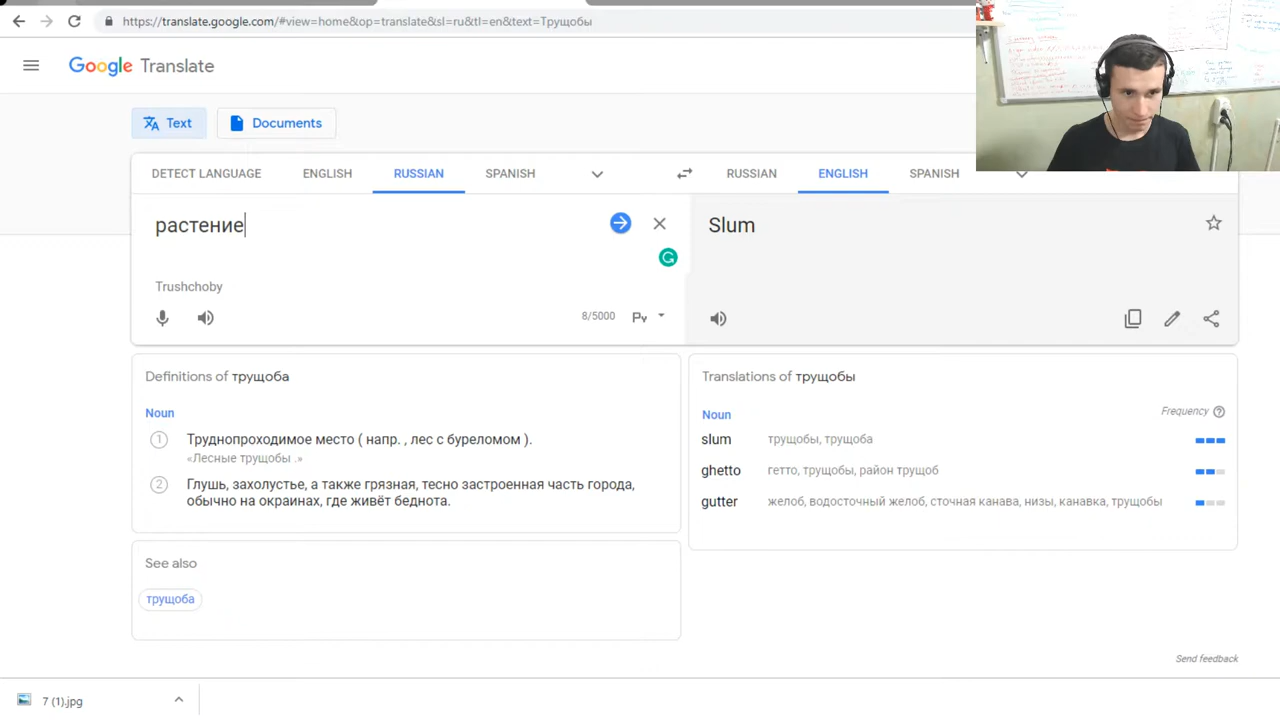 https://translate.google.com/#view=home&op=translate&sl=ru&tl=en&text=Трущобы
Google Translate
Text
Documents
DETECT LANGUAGE
ENGLISH
RUSSIAN
SPANISH
RUSSIAN
ENGLISH
SPANISH
растение
Slum
Trushchoby
8/5000
Ру
Definitions of трущоба
Noun
1 Труднопроходимое место ( напр. , лес с буреломом ).
«Лесные трущобы .»
2 Глушь, захолустье, а также грязная, тесно застроенная часть города,
обычно на окраинах, где живёт беднота.
See also
трущоба
Translations of трущобы
Noun
Frequency
slum трущобы, трущоба
ghetto гетто, трущобы, район трущоб
gutter желоб, водосточный желоб, сточная канава, низы, канавка, трущобы
Send feedback
7 (1).jpg